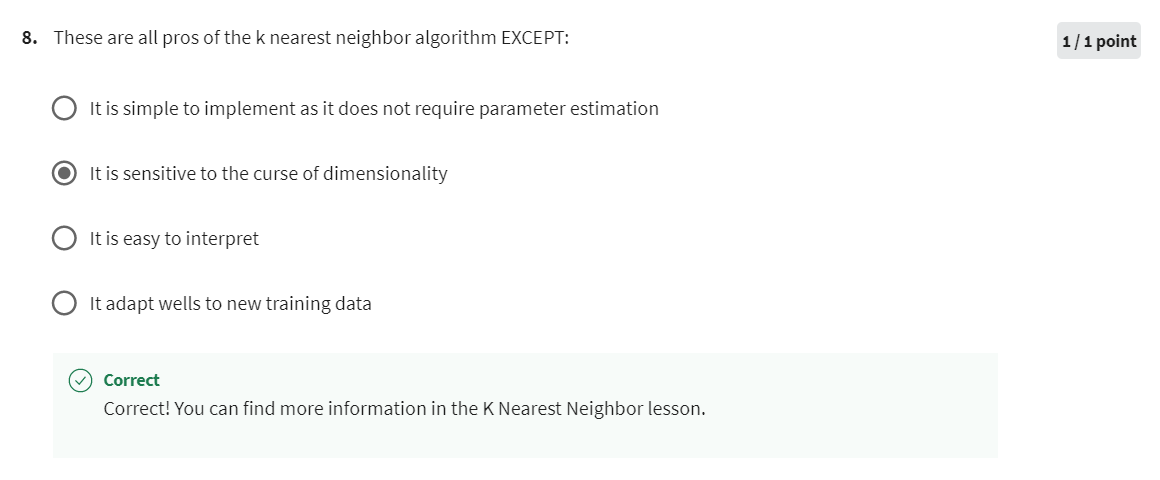 8. These are all pros of the k nearest neighbor algorithm EXCEPT:
1 / 1 point
It is simple to implement as it does not require parameter estimation
It is sensitive to the curse of dimensionality
It is easy to interpret
It adapt wells to new training data
Correct
Correct! You can find more information in the K Nearest Neighbor lesson.